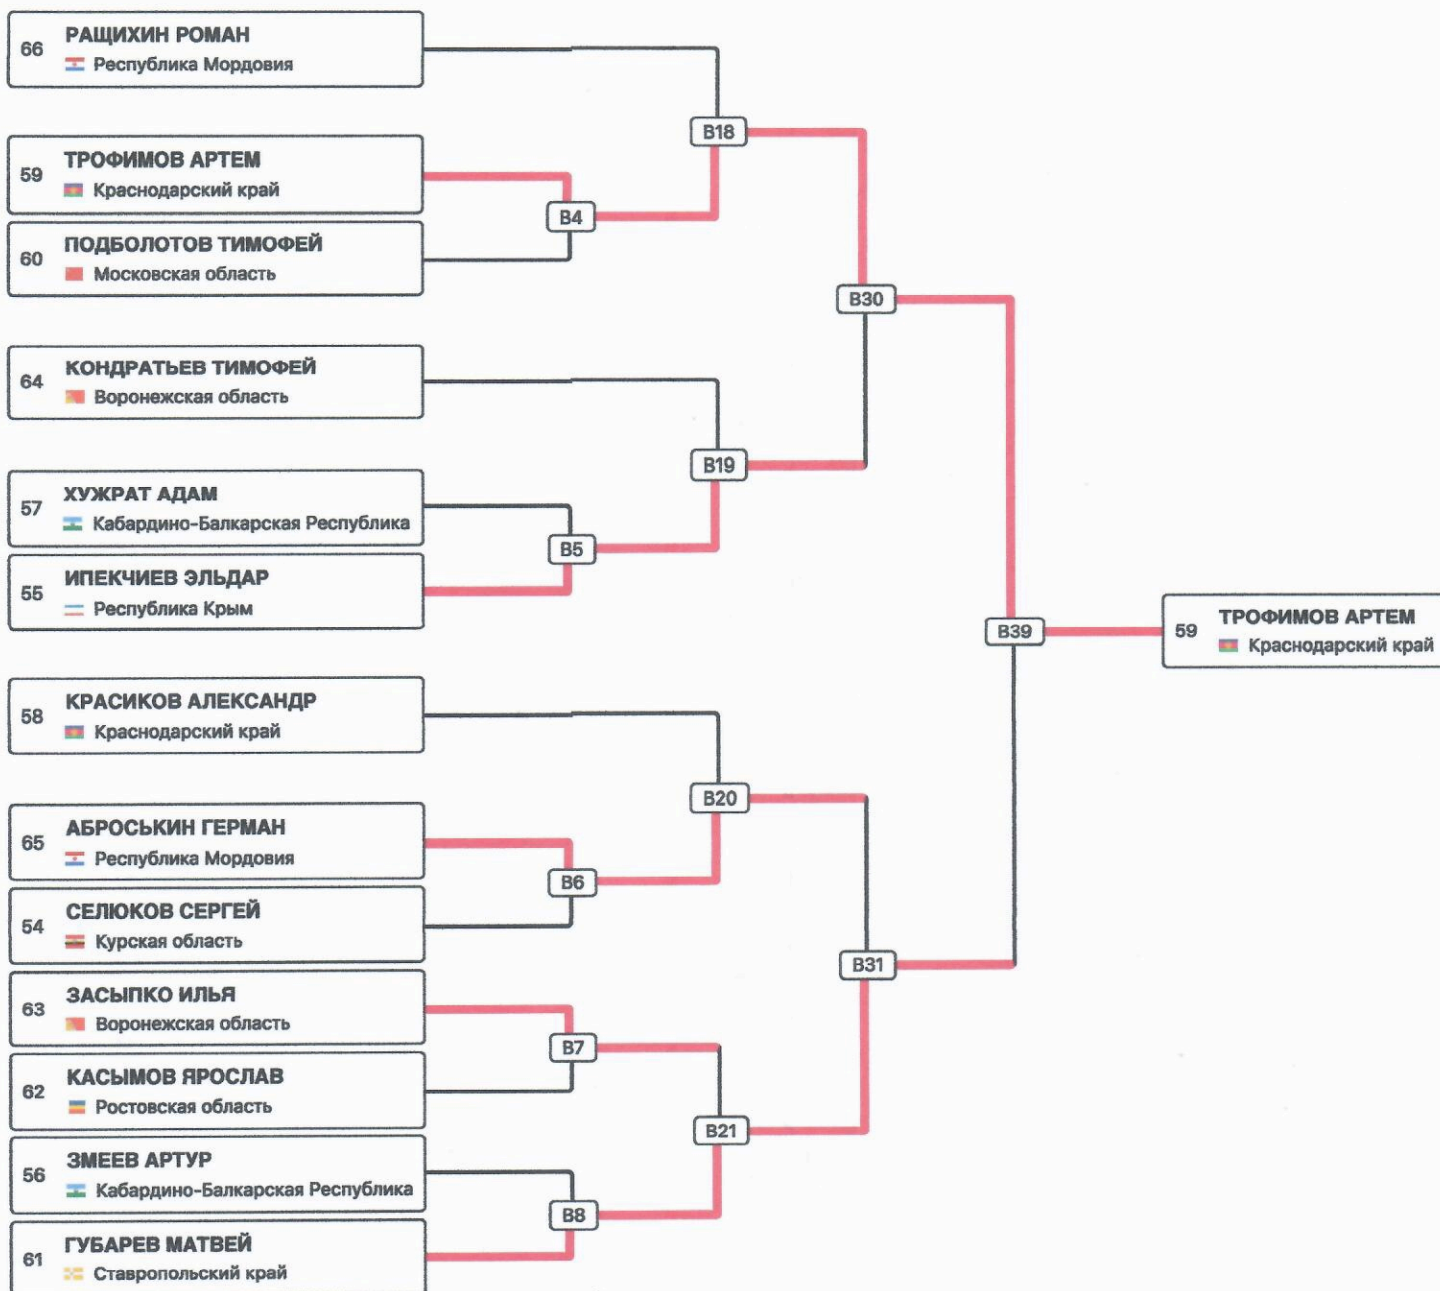 66
РАЩИХИН РОМАН
Республика Мордовия
B18
59
ТРОФИМОВ АРТЕМ
Краснодарский край
B4
60
ПОДБОЛОТОВ ТИМОФЕЙ
Московская область
B30
64
КОНДРАТЬЕВ ТИМОФЕЙ
Воронежская область
B19
57
ХУЖРАТ АДАМ
Кабардино-Балкарская Республика
B5
55
ИПЕКЧИЕВ ЭЛЬДАР
Республика Крым
B39
59
ТРОФИМОВ АРТЕМ
Краснодарский край
58
КРАСИКОВ АЛЕКСАНДР
Краснодарский край
B20
65
АБРОСЬКИН ГЕРМАН
Республика Мордовия
B6
54
СЕЛЮКОВ СЕРГЕЙ
Курская область
B31
63
ЗАСЫПКО ИЛЬЯ
Воронежская область
B7
62
КАСЫМОВ ЯРОСЛАВ
Ростовская область
B21
56
ЗМЕЕВ АРТУР
Кабардино-Балкарская Республика
B8
61
ГУБАРЕВ МАТВЕЙ
Ставропольский край